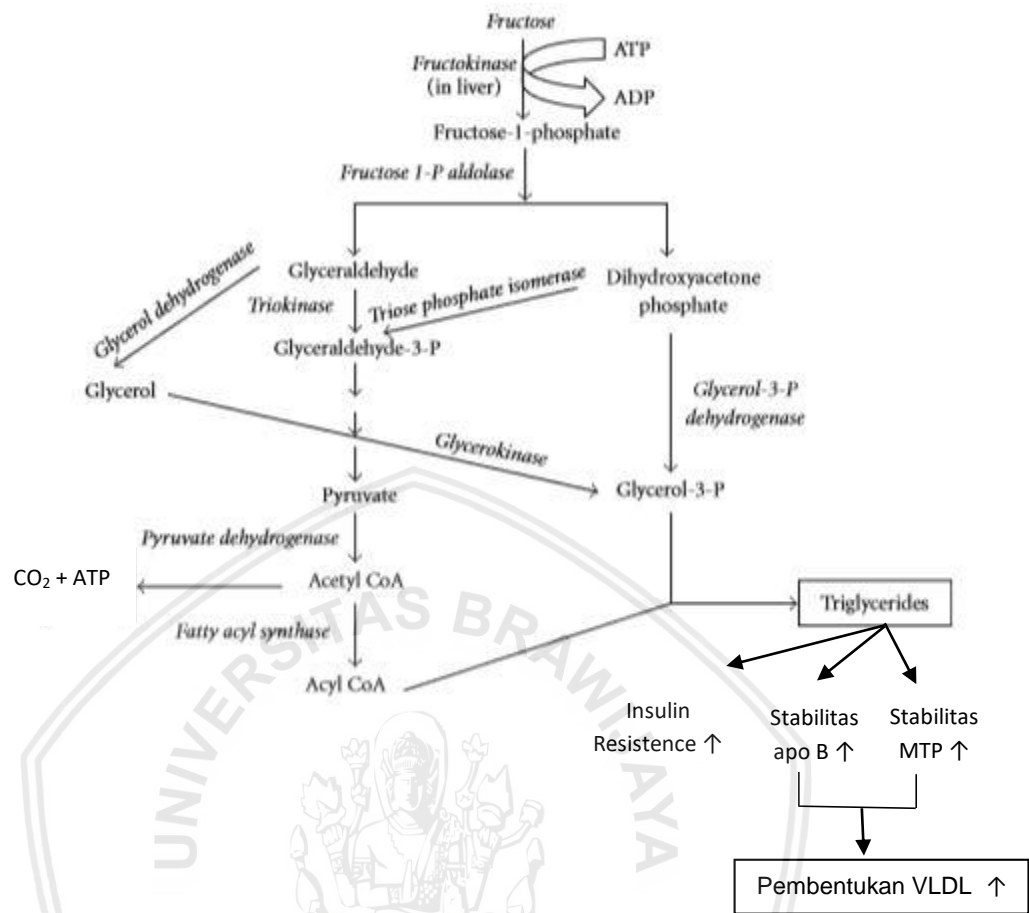 Fructose
Fructokinase
(in liver)
ATP
ADP
Fructose-1-phosphate
Fructose 1-P aldolase
Glycerol dehydrogenase
Glyceraldehyde
Triokinase
Triose phosphate isomerase
Dihydroxyacetone
phosphate
Glyceraldehyde-3-P
Glycerol
Glycerokinase
Glycerol-3-P
dehydrogenase
Pyruvate
Glycerol-3-P
Pyruvate dehydrogenase
CO₂ + ATP
Acetyl CoA
Triglycerides
Fatty acyl synthase
Acyl CoA
Insulin
Resistence ↑
Stabilitas
apo B ↑
Stabilitas
MTP ↑
Pembentukan VLDL ↑
UNIVERSITAS BRAWIJAYA